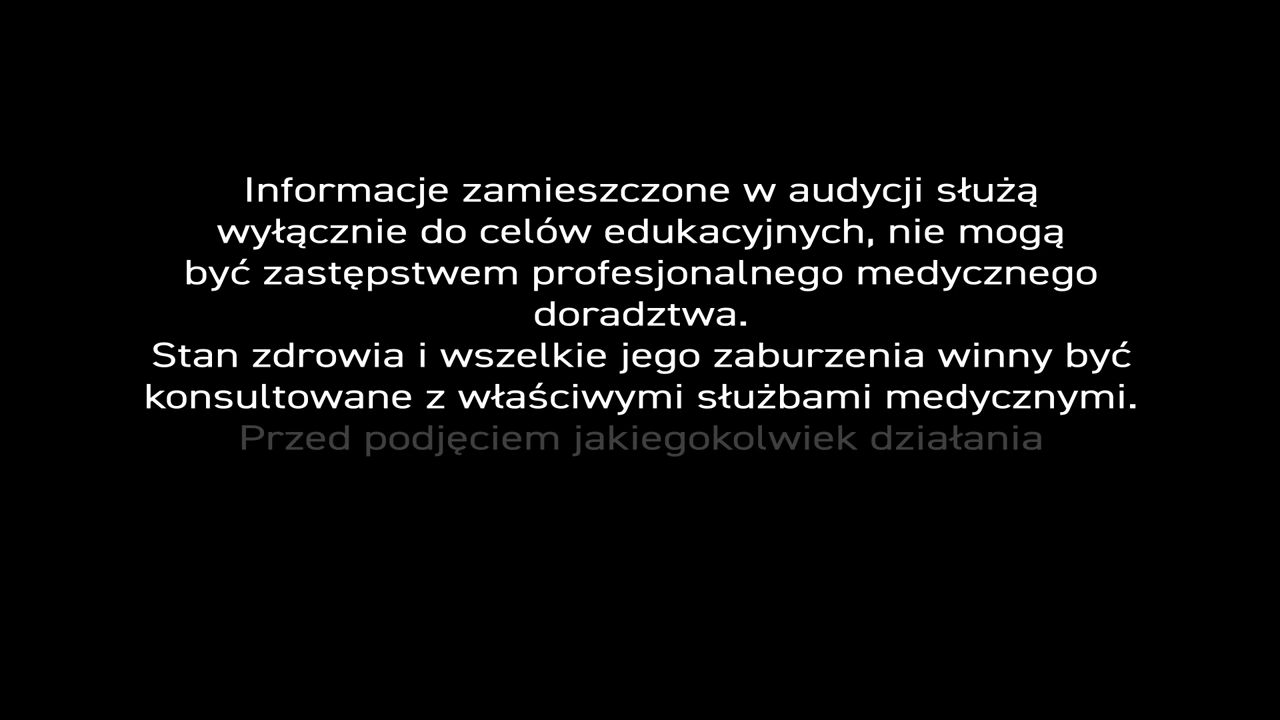 Informacje zamieszczone w audycji służą
wyłącznie do celów edukacyjnych, nie mogą
być zastępstwem profesjonalnego medycznego
doradztwa.
Stan zdrowia i wszelkie jego zaburzenia winny być
konsultowane z właściwymi służbami medycznymi.
Przed podjęciem jakiegokolwiek działania